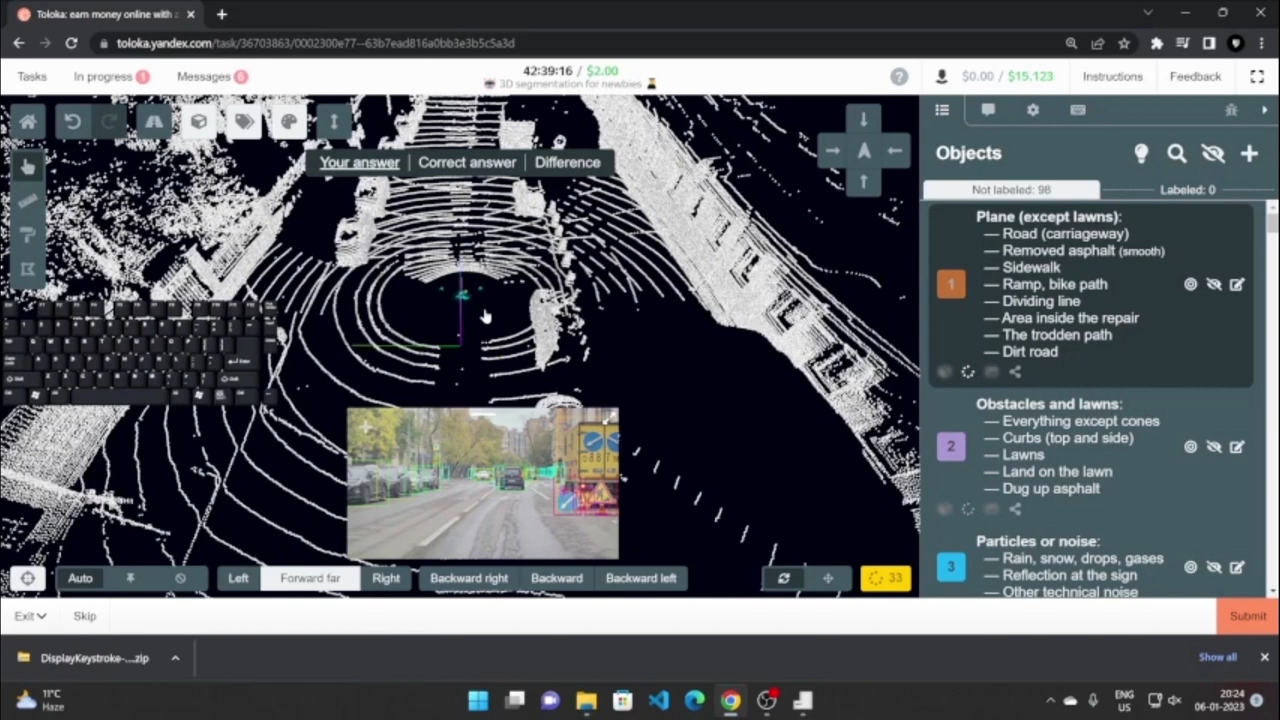 Toloka: earn money online with a
toloka.yandex.com/task/36703863/0002300e77--63b7ead816a0bb3e3b5c5a3d
Tasks
In progress 1
Messages 6
42:39:16 / $2.00
3D segmentation for newbies
$0.00 / $15.123
Instructions
Feedback
Your answer | Correct answer | Difference
Objects
Not labeled: 98
Labeled: 0
1
Plane (except lawns):
— Road (carriageway)
— Removed asphalt (smooth)
— Sidewalk
— Ramp, bike path
— Dividing line
— Area inside the repair
— The trodden path
— Dirt road
2
Obstacles and lawns:
— Everything except cones
— Curbs (top and side)
— Lawns
— Land on the lawn
— Dug up asphalt
3
Particles or noise:
— Rain, snow, drops, gases
— Reflection at the sign
— Other technical noise
Auto
Left
Forward far
Right
Backward right
Backward
Backward left
33
Exit
Skip
Submit
DisplayKeystroke-....zip
Show all
11°C
Haze
ENG
US
20:24
06-01-2023